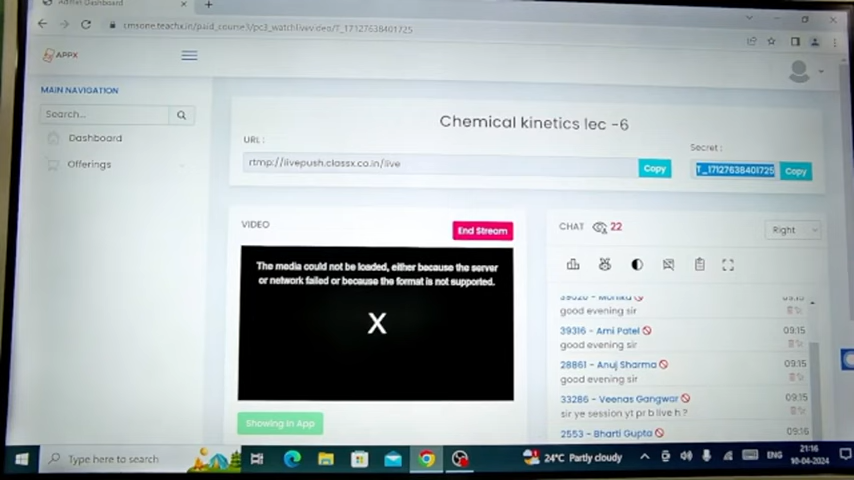 Dashboard
cmsone.teachx.in/paid_course3/pc3_watchlivevideo/T_17127638401725
APPX
MAIN NAVIGATION
Search...
Dashboard
Offerings
Chemical kinetics lec -6
URL :
rtmp://livepush.classx.co.in/live
Copy
Secret :
T_17127638401725
Copy
VIDEO
End Stream
The media could not be loaded, either because the server
or network failed or because the format is not supported.
X
Showing in App
CHAT 22
Right
good evening sir
39316 - Ami Patel
09:15
good evening sir
28861 - Anuj Sharma
09:15
good evening sir
33286 - Veenas Gangwar
09:15
sir ye session yt pr b live h ?
2553 - Bharti Gupta
09:16
Type here to search
24°C Partly cloudy
ENG
21:16
10-04-2024